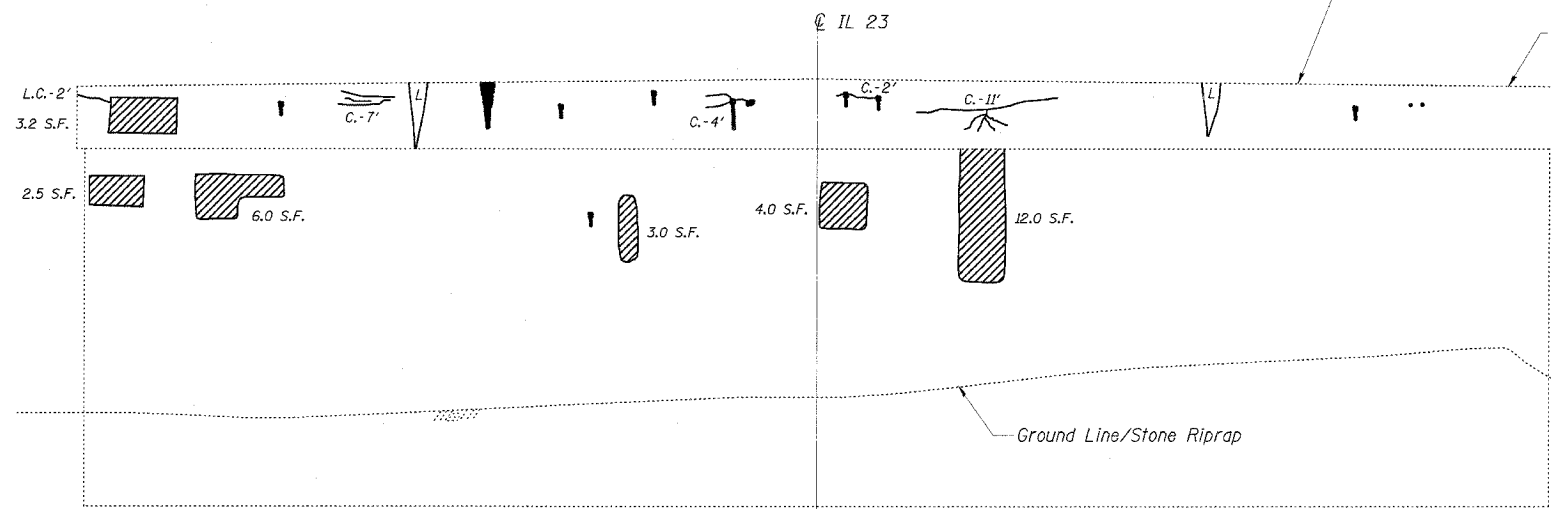 ℄ IL 23
L.C.-2'
3.2 S.F.
C.-7'
L
C.-4'
C.-2'
C.-11'
L
2.5 S.F.
6.0 S.F.
3.0 S.F.
4.0 S.F.
12.0 S.F.
Ground Line/Stone Riprap